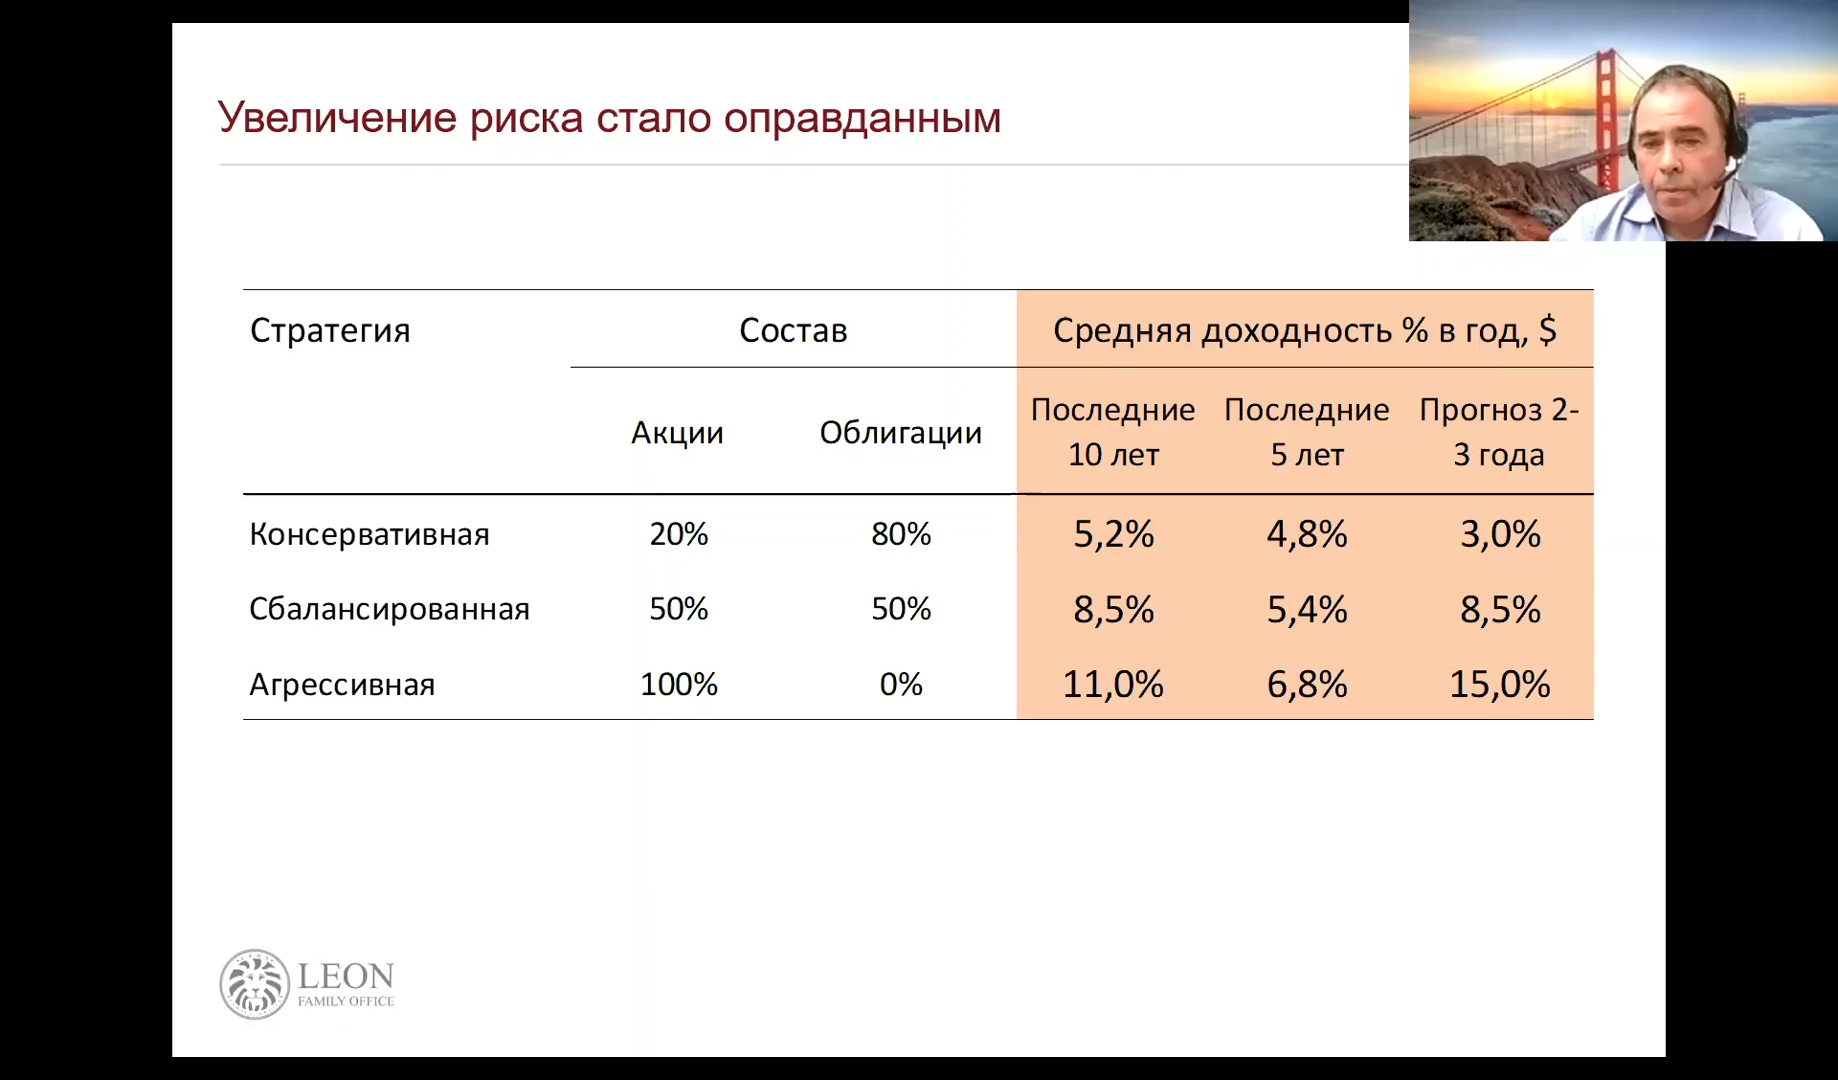 Увеличение риска стало оправданным
Стратегия Состав Средняя доходность % в год, $
Акции Облигации Последние 10 лет Последние 5 лет Прогноз 2-3 года
Консервативная 20% 80% 5,2% 4,8% 3,0%
Сбалансированная 50% 50% 8,5% 5,4% 8,5%
Агрессивная 100% 0% 11,0% 6,8% 15,0%
LEON
FAMILY OFFICE